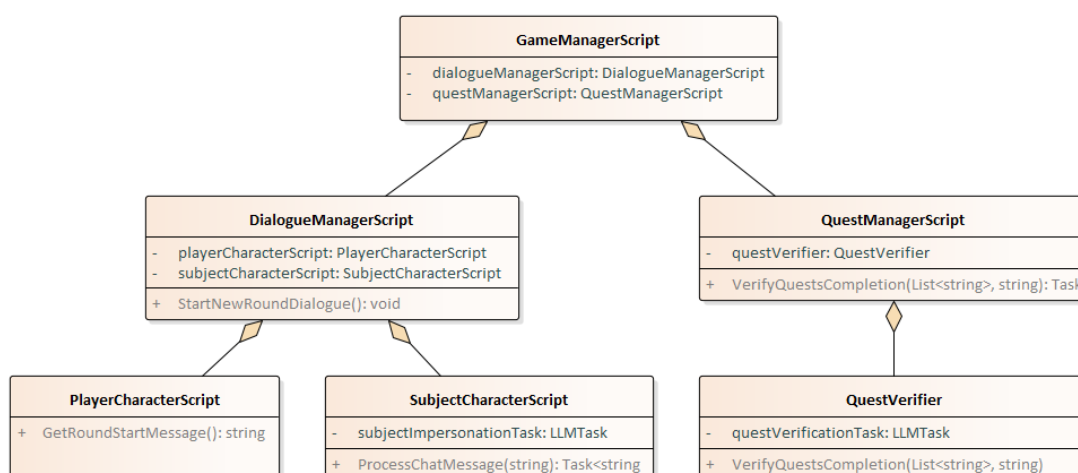 GameManagerScript
- dialogueManagerScript: DialogueManagerScript
- questManagerScript: QuestManagerScript
DialogueManagerScript
- playerCharacterScript: PlayerCharacterScript
- subjectCharacterScript: SubjectCharacterScript
+ StartNewRoundDialogue(): void
QuestManagerScript
- questVerifier: QuestVerifier
+ VerifyQuestsCompletion(List<string>, string): Task
PlayerCharacterScript
+ GetRoundStartMessage(): string
SubjectCharacterScript
- subjectImpersonationTask: LLMTask
+ ProcessChatMessage(string): Task<string
QuestVerifier
- questVerificationTask: LLMTask
+ VerifyQuestsCompletion(List<string>, string)